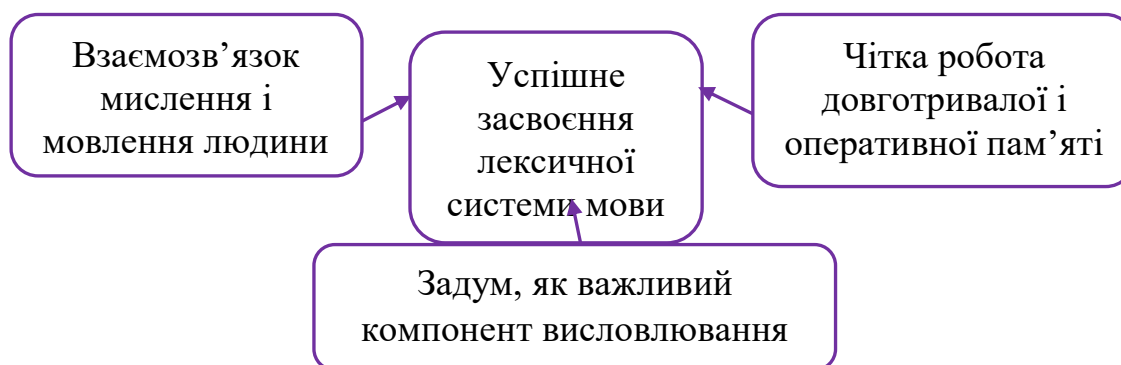 Взаємозв’язок
мислення і
мовлення людини
Успішне
засвоєння
лексичної
системи мови
Чітка робота
довготривалої і
оперативної пам’яті
Задум, як важливий
компонент висловлювання